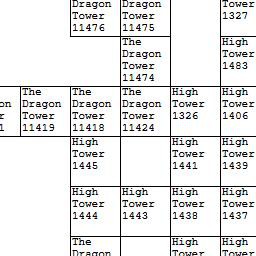 Dragon
Tower
11476
Dragon
Tower
11475
Tower
1327
The
Dragon
Tower
11474
High
Tower
1483
The
Dragon
Tower
11419
The
Dragon
Tower
11418
The
Dragon
Tower
11424
High
Tower
1326
High
Tower
1406
High
Tower
1445
High
Tower
1441
High
Tower
1439
High
Tower
1444
High
Tower
1443
High
Tower
1438
High
Tower
1437
The
Dragon
High
Tower
High
Tower